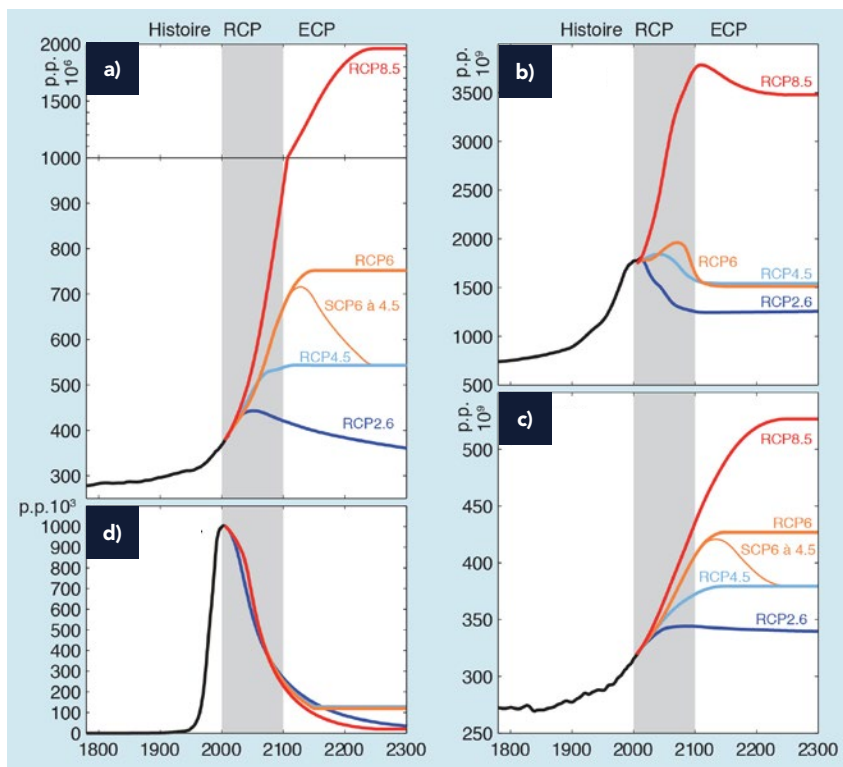 Histoire RCP ECP
a)
p.p.
10⁶
2000
1500
1000
900
800
700
600
500
400
300
RCP8.5
RCP6
SCP6 à 4.5
RCP4.5
RCP2.6
d)
p.p.10³
1000
900
800
700
600
500
400
300
200
100
0
1800 1900 2000 2100 2200 2300
Histoire RCP ECP
b)
p.p.
10⁹
3500
3000
2500
2000
1500
1000
500
RCP8.5
RCP6
RCP4.5
RCP2.6
c)
p.p.
10⁹
500
450
400
350
300
250
RCP8.5
RCP6
SCP6 à 4.5
RCP4.5
RCP2.6
1800 1900 2000 2100 2200 2300